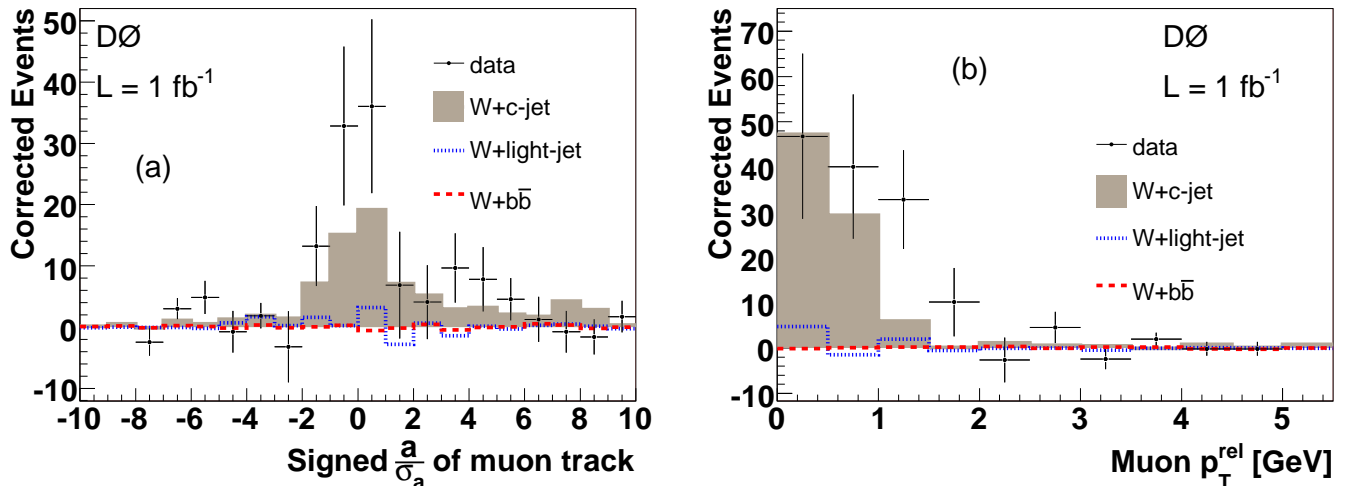 Corrected Events
50
40
30
20
10
0
-10
DØ
L = 1 fb⁻¹
(a)
data
W+c-jet
W+light-jet
W+bb̄
-10 -8 -6 -4 -2 0 2 4 6 8 10
Signed a/σₐ of muon track
Corrected Events
70
60
50
40
30
20
10
0
-10
(b)
DØ
L = 1 fb⁻¹
data
W+c-jet
W+light-jet
W+bb̄
0 1 2 3 4 5
Muon p_T^rel [GeV]